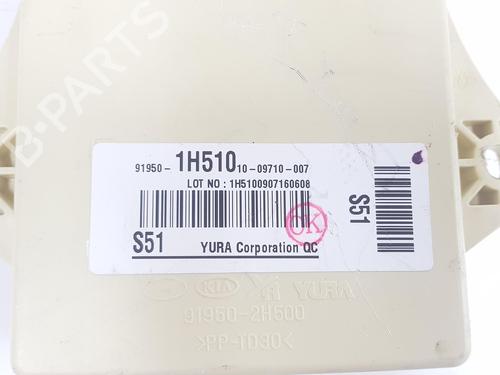 B-PARTS
91950- 1H510 10-09710-007
LOT NO : 1H5100907160608
S51
OK
S51 YURA Corporation QC
KIA YURA
91950-2H500
>PP-TD30<